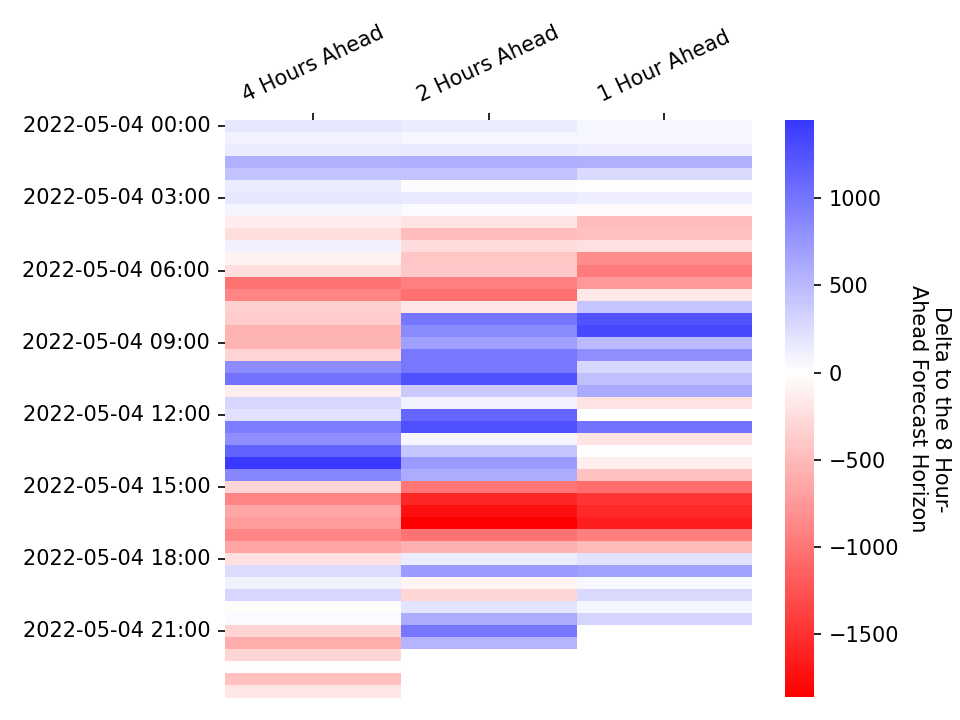 4 Hours Ahead
2 Hours Ahead
1 Hour Ahead
2022-05-04 00:00
2022-05-04 03:00
2022-05-04 06:00
2022-05-04 09:00
2022-05-04 12:00
2022-05-04 15:00
2022-05-04 18:00
2022-05-04 21:00
1000
500
0
−500
−1000
−1500
Delta to the 8 Hour-
Ahead Forecast Horizon